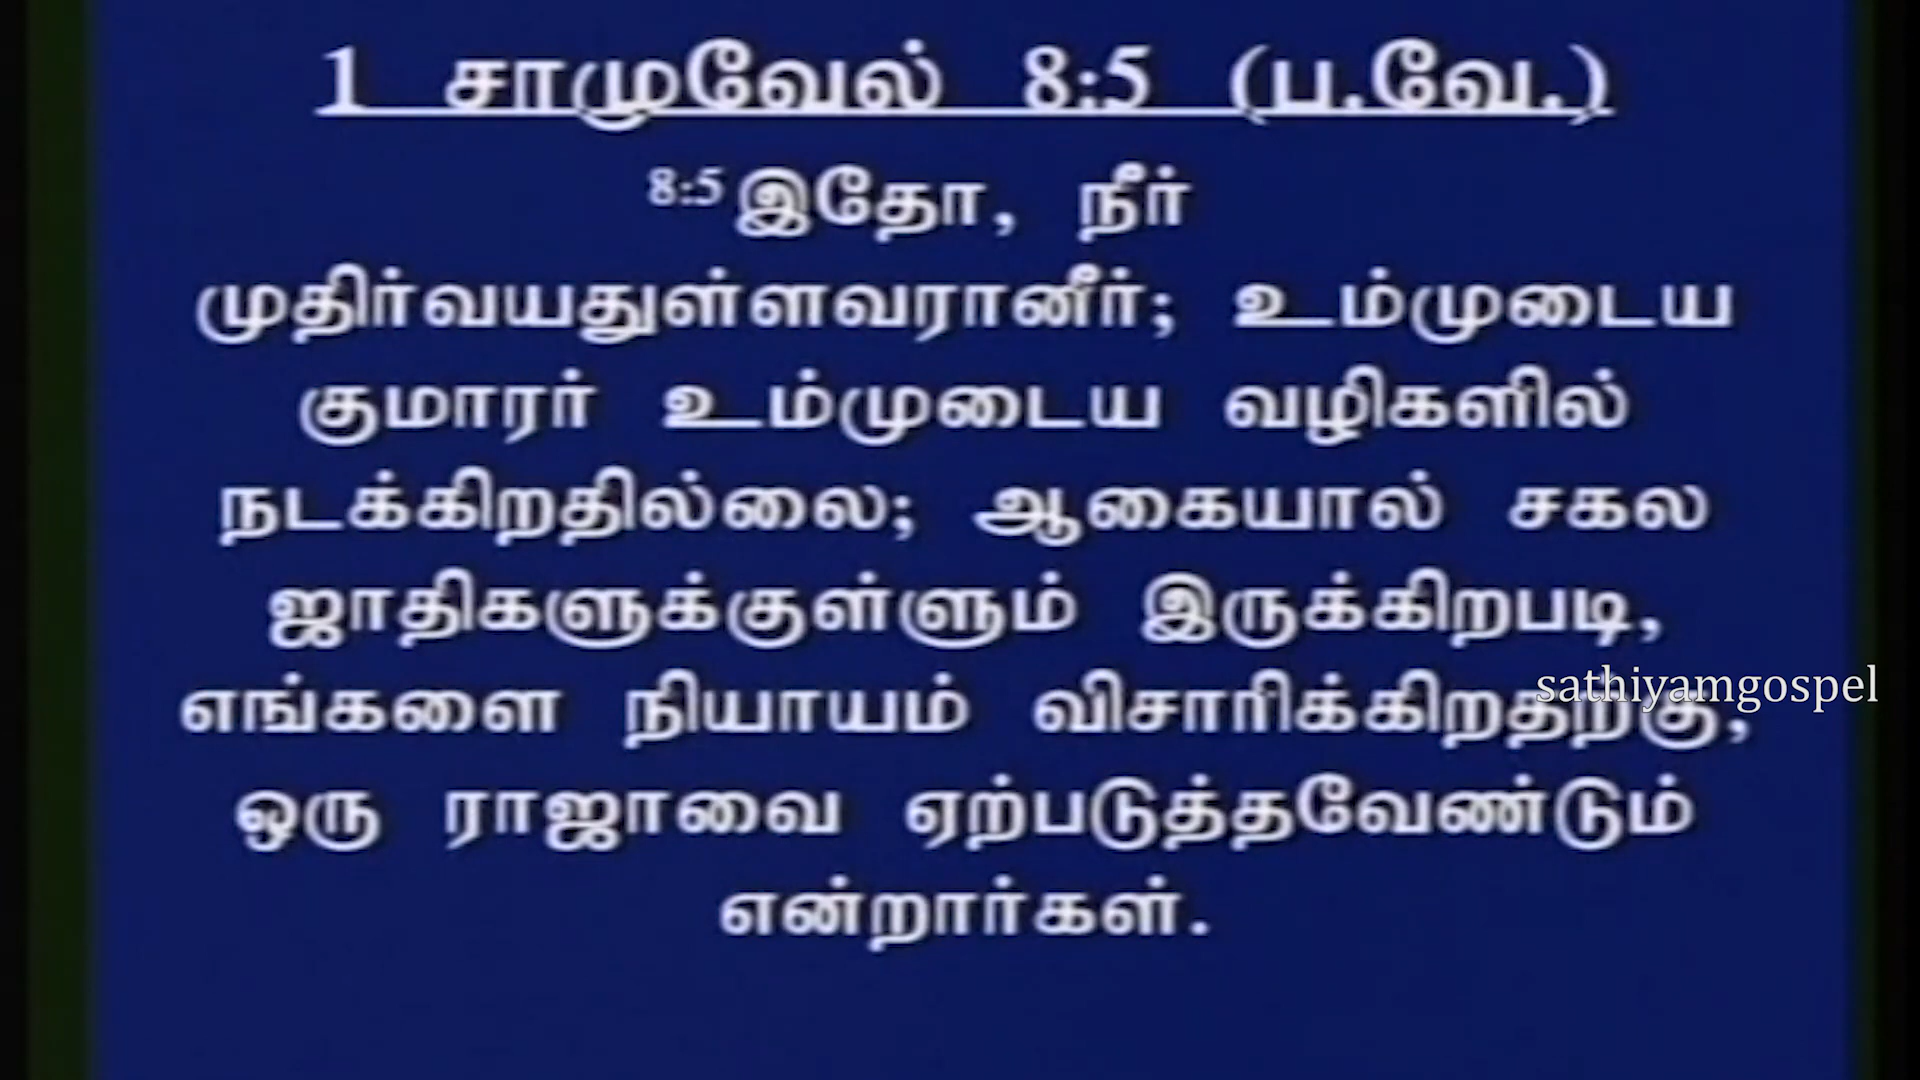 1 சாமுவேல் 8:5 (ப.வே.)
8:5 இதோ, நீர்
முதிர்வயதுள்ளவரானீர்; உம்முடைய
குமாரர் உம்முடைய வழிகளில்
நடக்கிறதில்லை; ஆகையால் சகல
ஜாதிகளுக்குள்ளும் இருக்கிறபடி,
எங்களை நியாயம் விசாரிக்கிறதற்கு,
sathiyamgospel
ஒரு ராஜாவை ஏற்படுத்தவேண்டும்
என்றார்கள்.